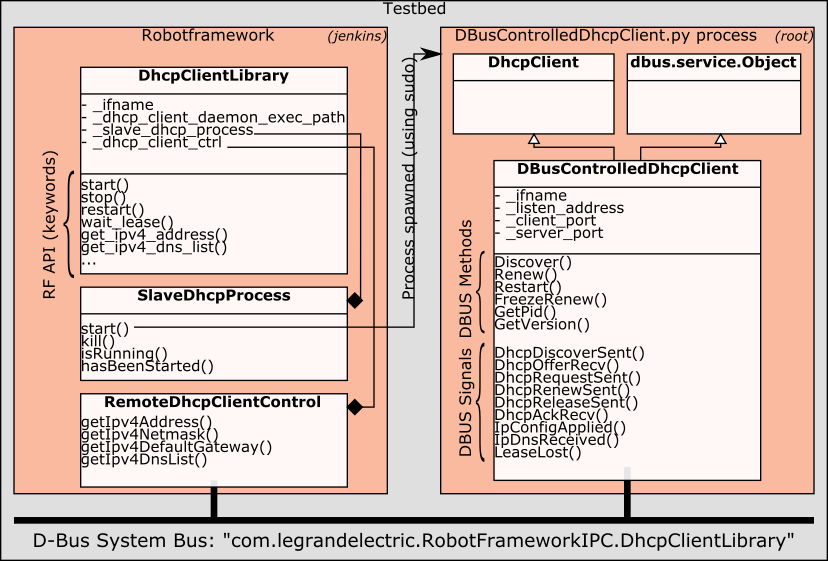 Testbed
Robotframework
(jenkins)
DhcpClientLibrary
- _ifname
- _dhcp_client_daemon_exec_path
- _slave_dhcp_process
- _dhcp_client_ctrl
RF API (keywords)
start()
stop()
restart()
wait_lease()
get_ipv4_address()
get_ipv4_dns_list()
...
SlaveDhcpProcess
start()
kill()
isRunning()
hasBeenStarted()
RemoteDhcpClientControl
getIpv4Address()
getIpv4Netmask()
getIpv4DefaultGateway()
getIpv4DnsList()
Process spawned (using sudo)
DBusControlledDhcpClient.py process
(root)
DhcpClient
dbus.service.Object
DBusControlledDhcpClient
- _ifname
- _listen_address
- _client_port
- _server_port
DBUS Methods
Discover()
Renew()
Restart()
FreezeRenew()
GetPid()
GetVersion()
DBUS Signals
DhcpDiscoverSent()
DhcpOfferRecv()
DhcpRequestSent()
DhcpRenewSent()
DhcpReleaseSent()
DhcpAckRecv()
IpConfigApplied()
IpDnsReceived()
LeaseLost()
D-Bus System Bus: "com.legrandelectric.RobotFrameworkIPC.DhcpClientLibrary"